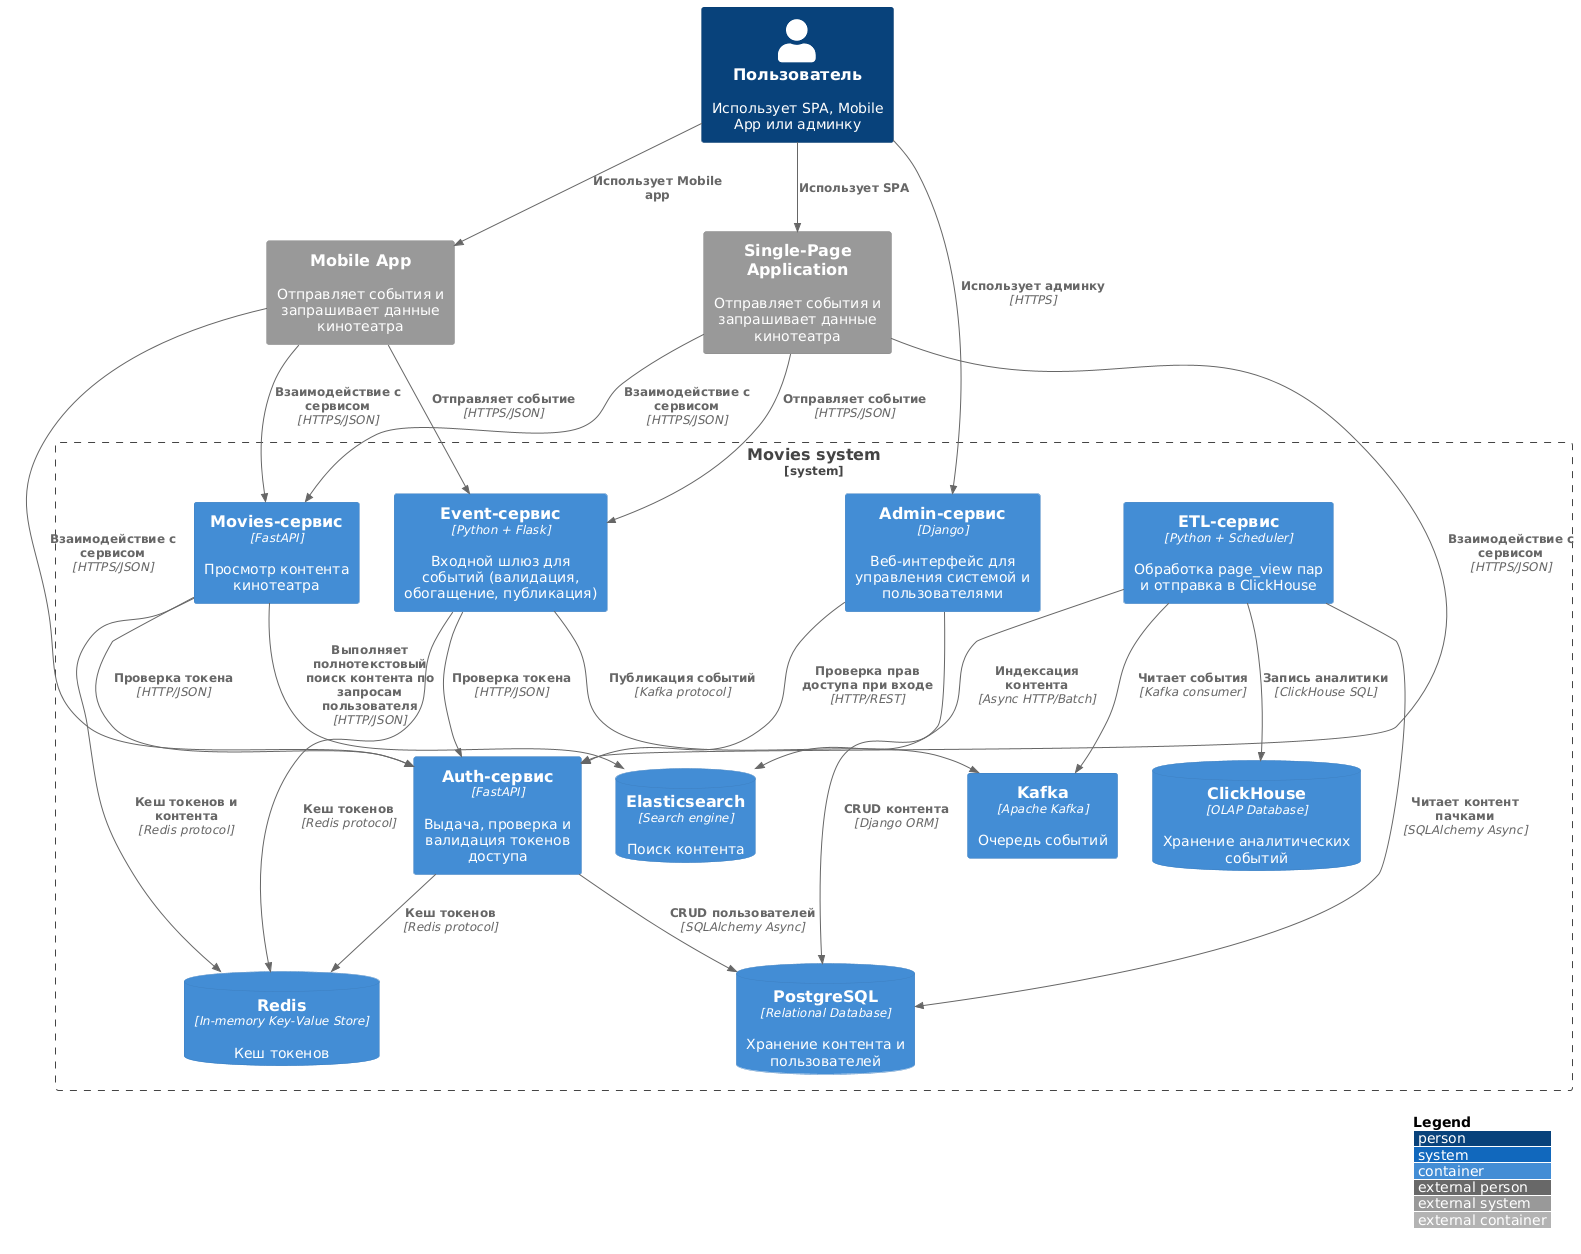 Пользователь
Использует SPA, Mobile
App или админку
Использует Mobile
app
Использует SPA
Использует админку
[HTTPS]
Mobile App
Отправляет события и
запрашивает данные
кинотеатра
Single-Page
Application
Отправляет события и
запрашивает данные
кинотеатра
Взаимодействие с
сервисом
[HTTPS/JSON]
Отправляет событие
[HTTPS/JSON]
Взаимодействие с
сервисом
[HTTPS/JSON]
Отправляет событие
[HTTPS/JSON]
Movies system
[system]
Взаимодействие с
сервисом
[HTTPS/JSON]
Movies-сервис
[FastAPI]
Просмотр контента
кинотеатра
Event-сервис
[Python + Flask]
Входной шлюз для
событий (валидация,
обогащение, публикация)
Admin-сервис
[Django]
Веб-интерфейс для
управления системой и
пользователями
ETL-сервис
[Python + Scheduler]
Обработка page_view пар
и отправка в ClickHouse
Взаимодействие с
сервисом
[HTTPS/JSON]
Проверка токена
[HTTP/JSON]
Выполняет
полнотекстовый
поиск контента по
запросам
пользователя
[HTTP/JSON]
Проверка токена
[HTTP/JSON]
Публикация событий
[Kafka protocol]
Проверка прав
доступа при входе
[HTTP/REST]
Индексация
контента
[Async HTTP/Batch]
Читает события
[Kafka consumer]
Запись аналитики
[ClickHouse SQL]
Кеш токенов и
контента
[Redis protocol]
Кеш токенов
[Redis protocol]
Auth-сервис
[FastAPI]
Выдача, проверка и
валидация токенов
доступа
Elasticsearch
[Search engine]
Поиск контента
CRUD контента
[Django ORM]
Kafka
[Apache Kafka]
Очередь событий
ClickHouse
[OLAP Database]
Хранение аналитических
событий
Читает контент
пачками
[SQLAlchemy Async]
Кеш токенов
[Redis protocol]
CRUD пользователей
[SQLAlchemy Async]
Redis
[In-memory Key-Value Store]
Кеш токенов
PostgreSQL
[Relational Database]
Хранение контента и
пользователей
Legend
person
system
container
external person
external system
external container